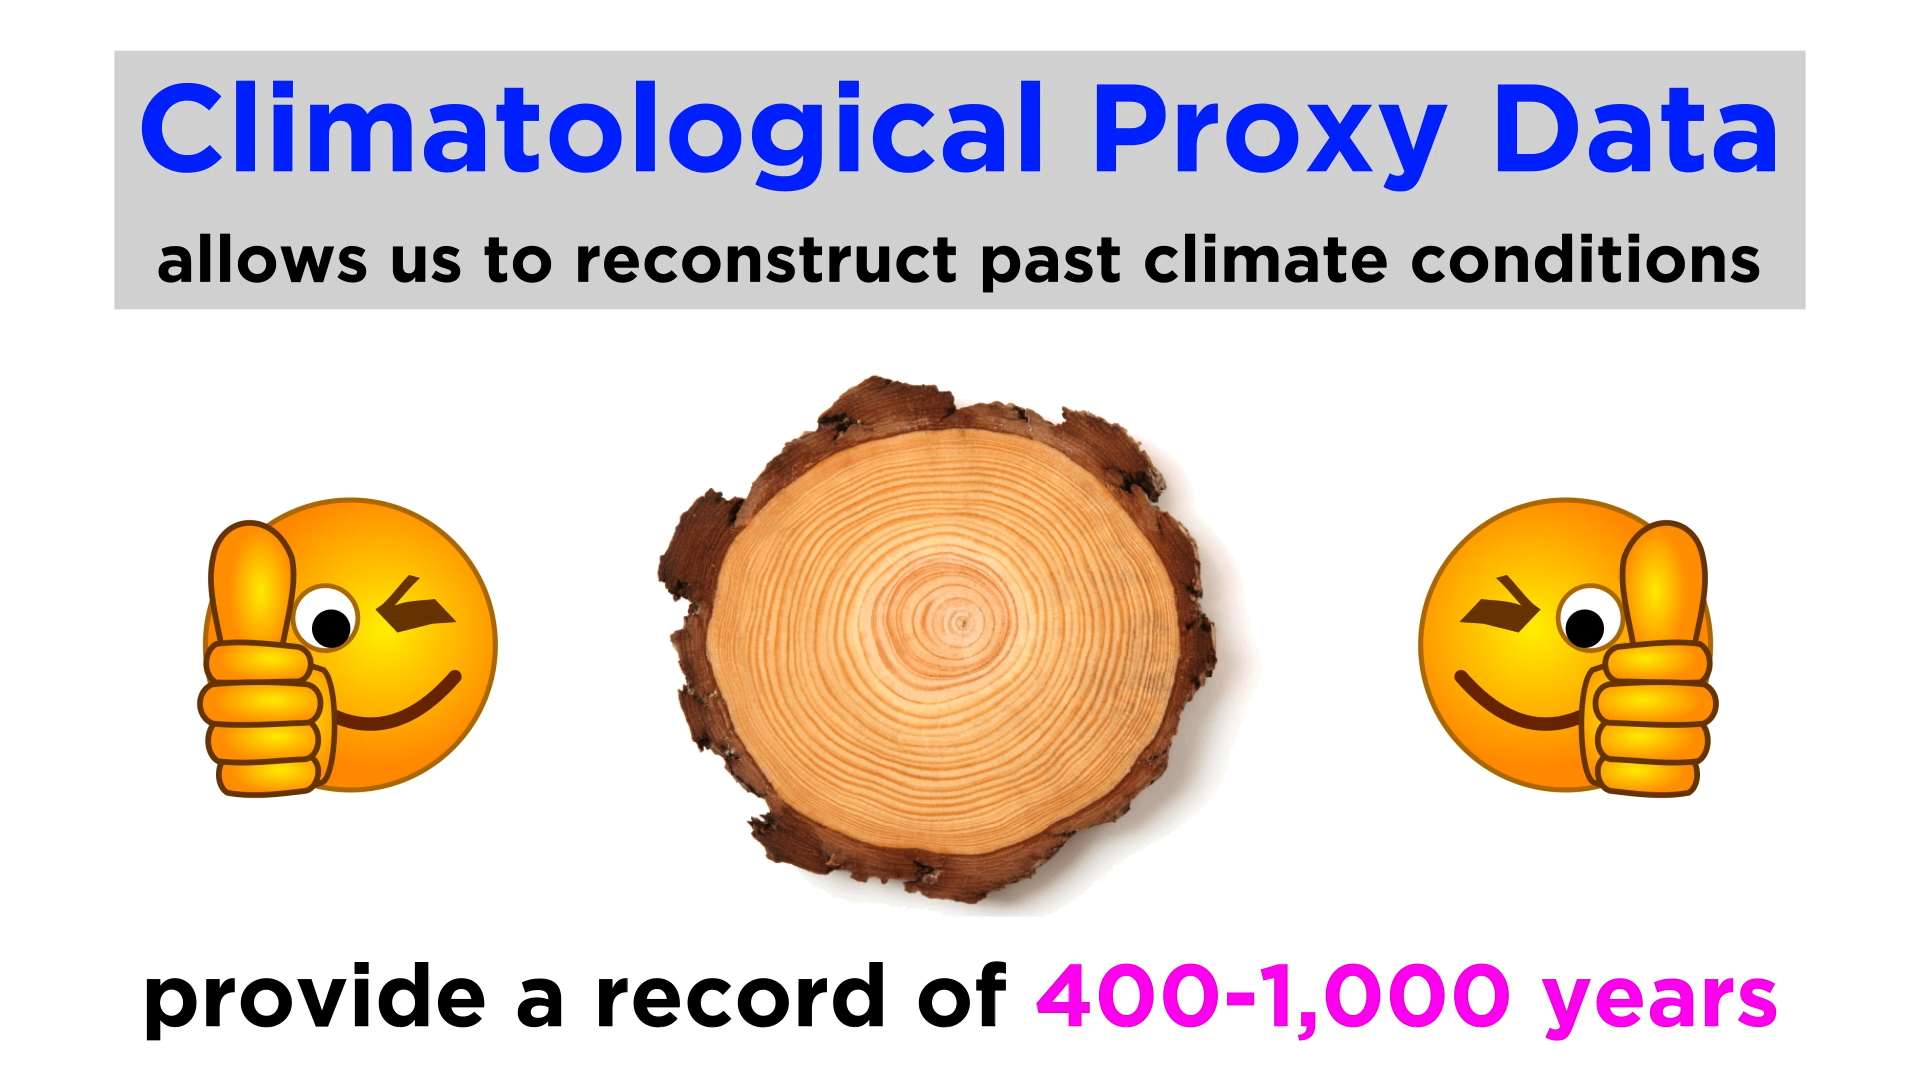 Climatological Proxy Data
allows us to reconstruct past climate conditions
provide a record of 400-1,000 years